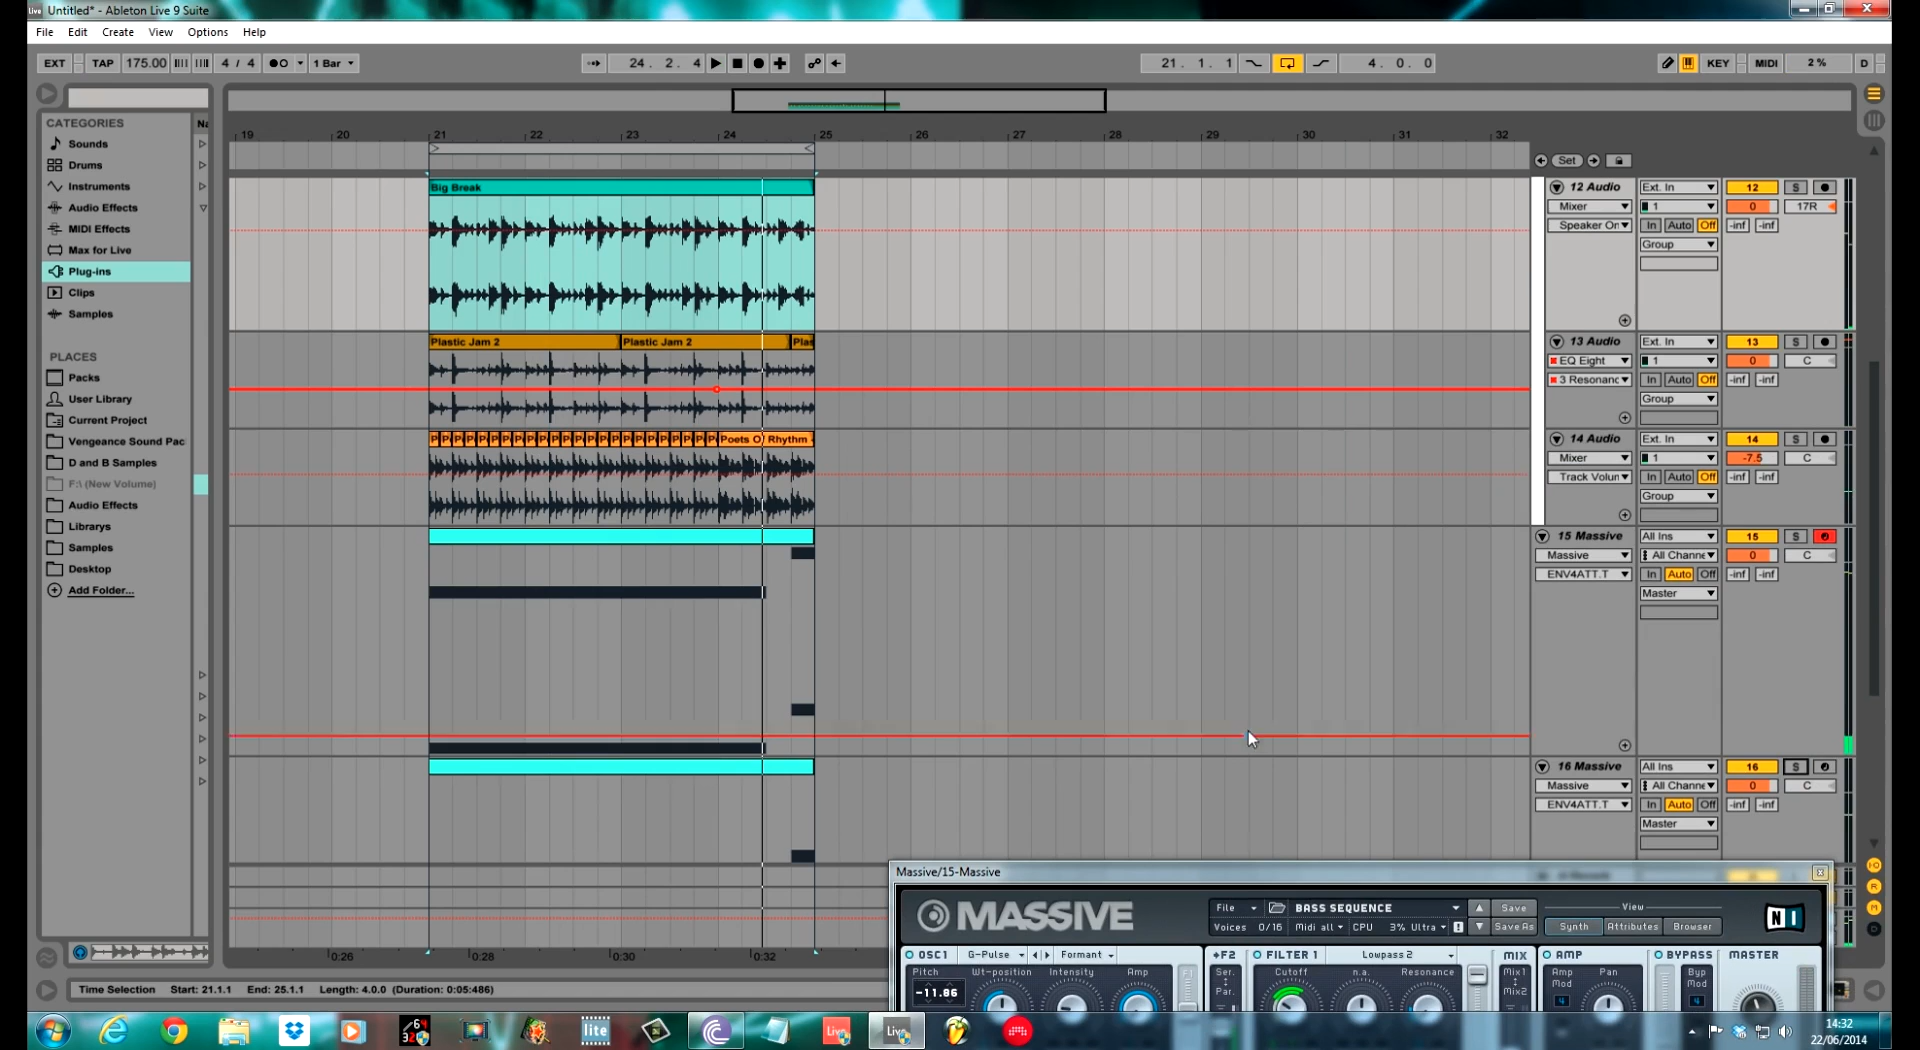 Untitled* - Ableton Live 9 Suite
File Edit Create View Options Help
EXT TAP 175.00 4 / 4 1 Bar 24. 2. 4 21. 1. 1 4. 0. 0 KEY MIDI 2 % D
CATEGORIES
Sounds
Drums
Instruments
Audio Effects
MIDI Effects
Max for Live
Plug-ins
Clips
Samples
PLACES
Packs
User Library
Current Project
Vengeance Sound Pac
D and B Samples
F:\ (New Volume)
Audio Effects
Librarys
Samples
Desktop
Add Folder...
Na
19 20 21 22 23 24 25 26 27 28 29 30 31 32
Set
Big Break
12 Audio Ext. In 12 S
Mixer 1 0 17R
Speaker On In Auto Off -inf -inf
Group
Plastic Jam 2 Plastic Jam 2 Plas
13 Audio Ext. In 13 S
EQ Eight 1 0 C
3 Resonanc In Auto Off -inf -inf
Group
Poets O Rhythm
14 Audio Ext. In 14 S
Mixer 1 -7.5 C
Track Volun In Auto Off -inf -inf
Group
15 Massive All Ins 15 S
Massive All Channe 0 C
ENV4ATT.T In Auto Off -inf -inf
Master
16 Massive All Ins 16 S
Massive All Channe 0 C
ENV4ATT.T In Auto Off -inf -inf
Master
0:26 0:28 0:30 0:32
Time Selection Start: 21.1.1 End: 25.1.1 Length: 4.0.0 (Duration: 0:05:486)
Massive/15-Massive
MASSIVE
File BASS SEQUENCE Save View
Voices 0/16 Midi all CPU 3% Ultra Save As Synth Attributes Browser
NI
OSC1 G-Pulse Formant +F2 FILTER 1 Lowpass 2 MIX AMP BYPASS MASTER
Pitch Wt-position Intensity Amp F1 Ser. Cutoff n.a. Resonance Mix1 Amp Pan Byp
-11.86 Par. Mix2 Mod Mod
4 4
64
32
lite
Live
Live
14:32
22/06/2014